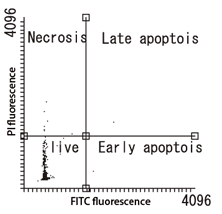 4096
PI fluorescence
Necrosis
Late apoptois
live
Early apoptois
FITC fluorescence
4096